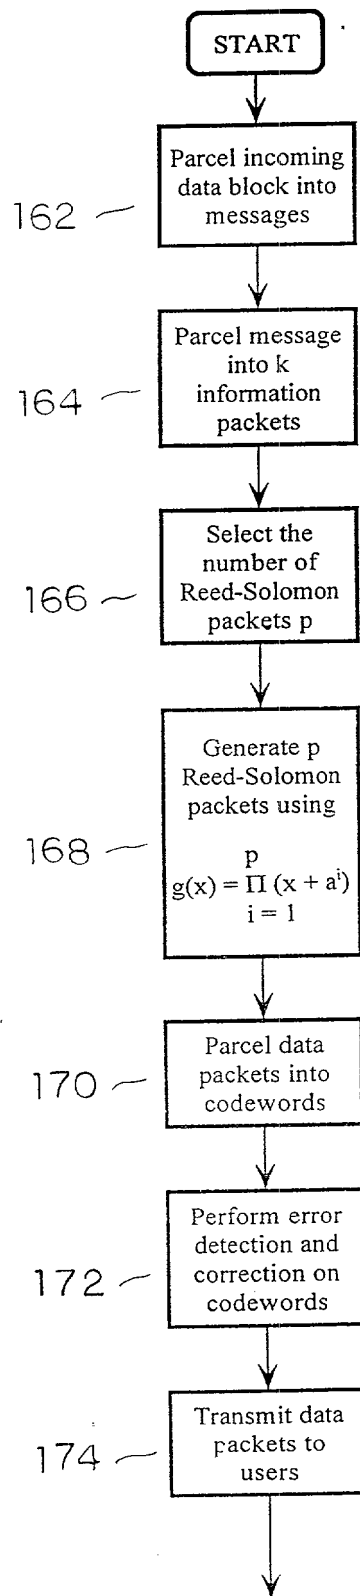 START
162
Parcel incoming
data block into
messages
164
Parcel message
into k
information
packets
166
Select the
number of
Reed-Solomon
packets p
168
Generate p
Reed-Solomon
packets using
p
g(x) = Π (x + aⁱ)
i = 1
170
Parcel data
packets into
codewords
172
Perform error
detection and
correction on
codewords
174
Transmit data
packets to
users